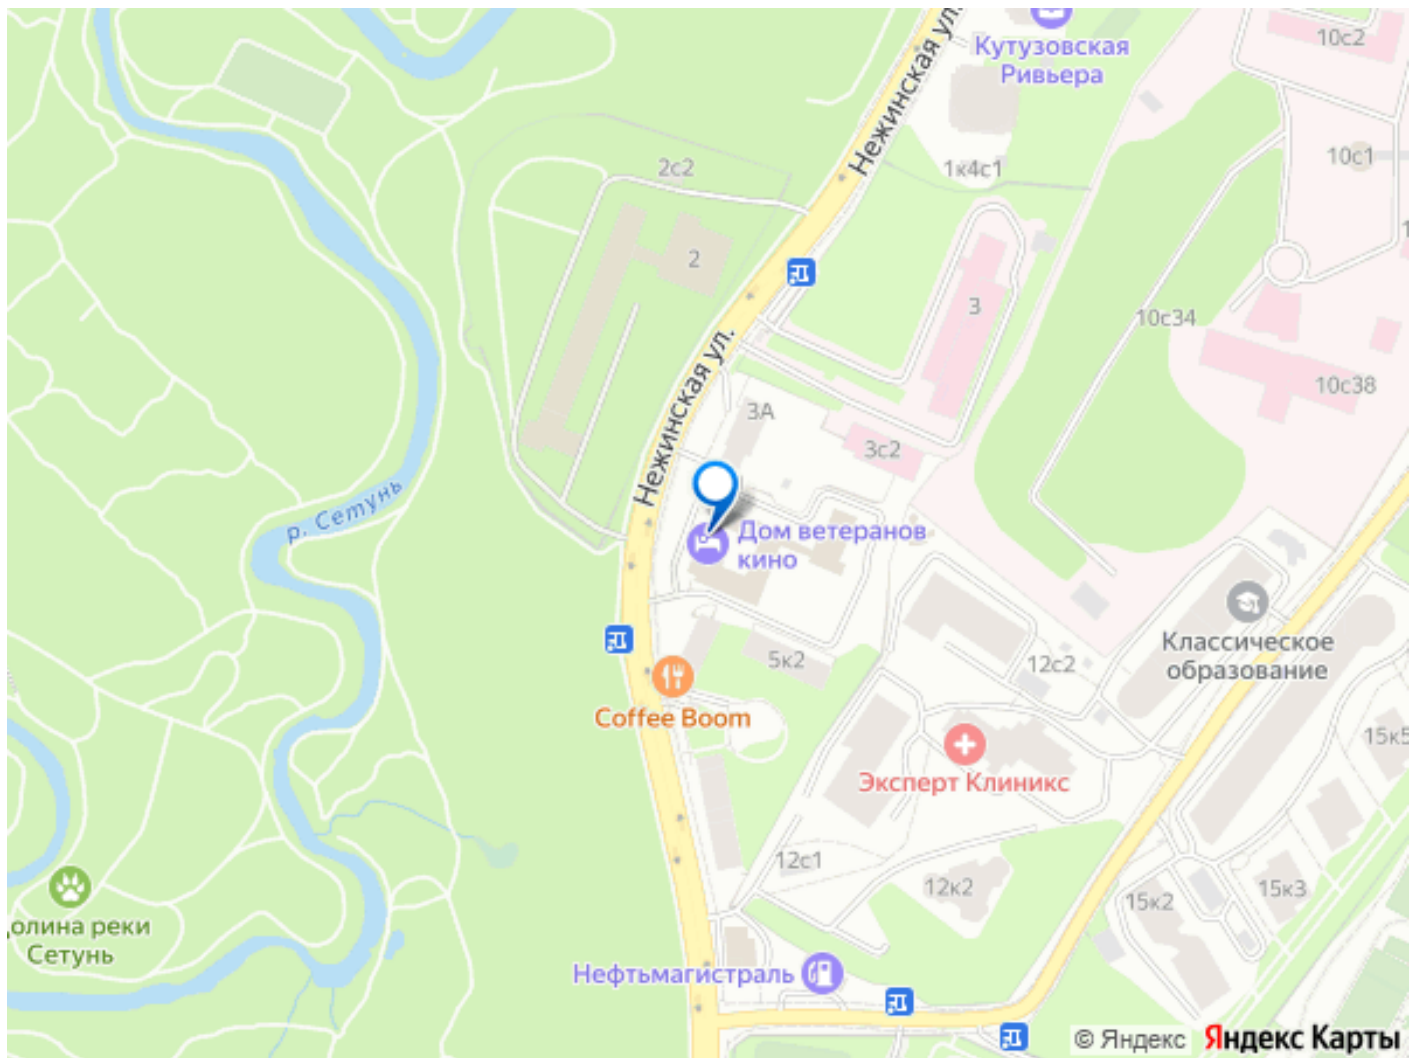 Нежинская ул.
Кутузовская
Ривьера
10с2
10с1
1к4с1
2с2
2
3
10с34
10с38
Нежинская ул.
3А
3с2
р. Сетунь
Дом ветеранов
кино
Классическое
образование
5к2
12с2
Coffee Boom
15к5
Эксперт Клиникс
12с1
12к2
15к2
15к3
олина реки
Сетунь
Нефтьмагистраль
© Яндекс Яндекс Карты